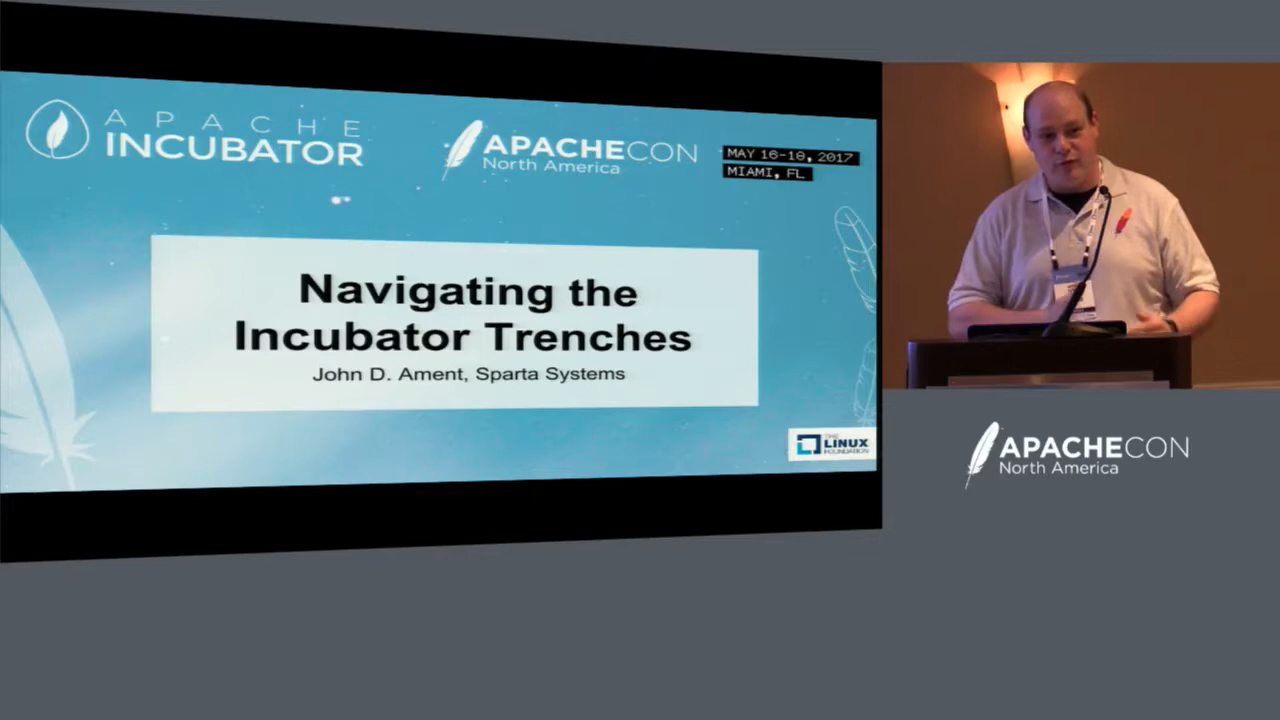 APACHE
INCUBATOR
APACHECON
North America
MAY 16-18, 2017
MIAMI, FL
Navigating the
Incubator Trenches
John D. Ament, Sparta Systems
THE
LINUX
FOUNDATION
APACHECON
North America